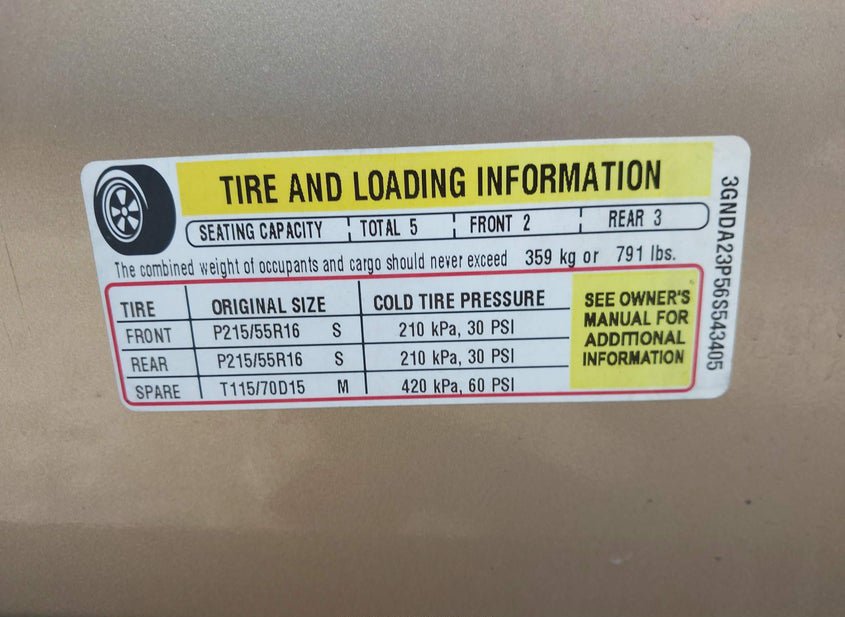 TIRE AND LOADING INFORMATION
SEATING CAPACITY TOTAL 5 FRONT 2 REAR 3
The combined weight of occupants and cargo should never exceed 359 kg or 791 lbs.
TIRE ORIGINAL SIZE COLD TIRE PRESSURE
FRONT P215/55R16 S 210 kPa, 30 PSI
REAR P215/55R16 S 210 kPa, 30 PSI
SPARE T115/70D15 M 420 kPa, 60 PSI
SEE OWNER'S
MANUAL FOR
ADDITIONAL
INFORMATION
3GNDA23P56S543405